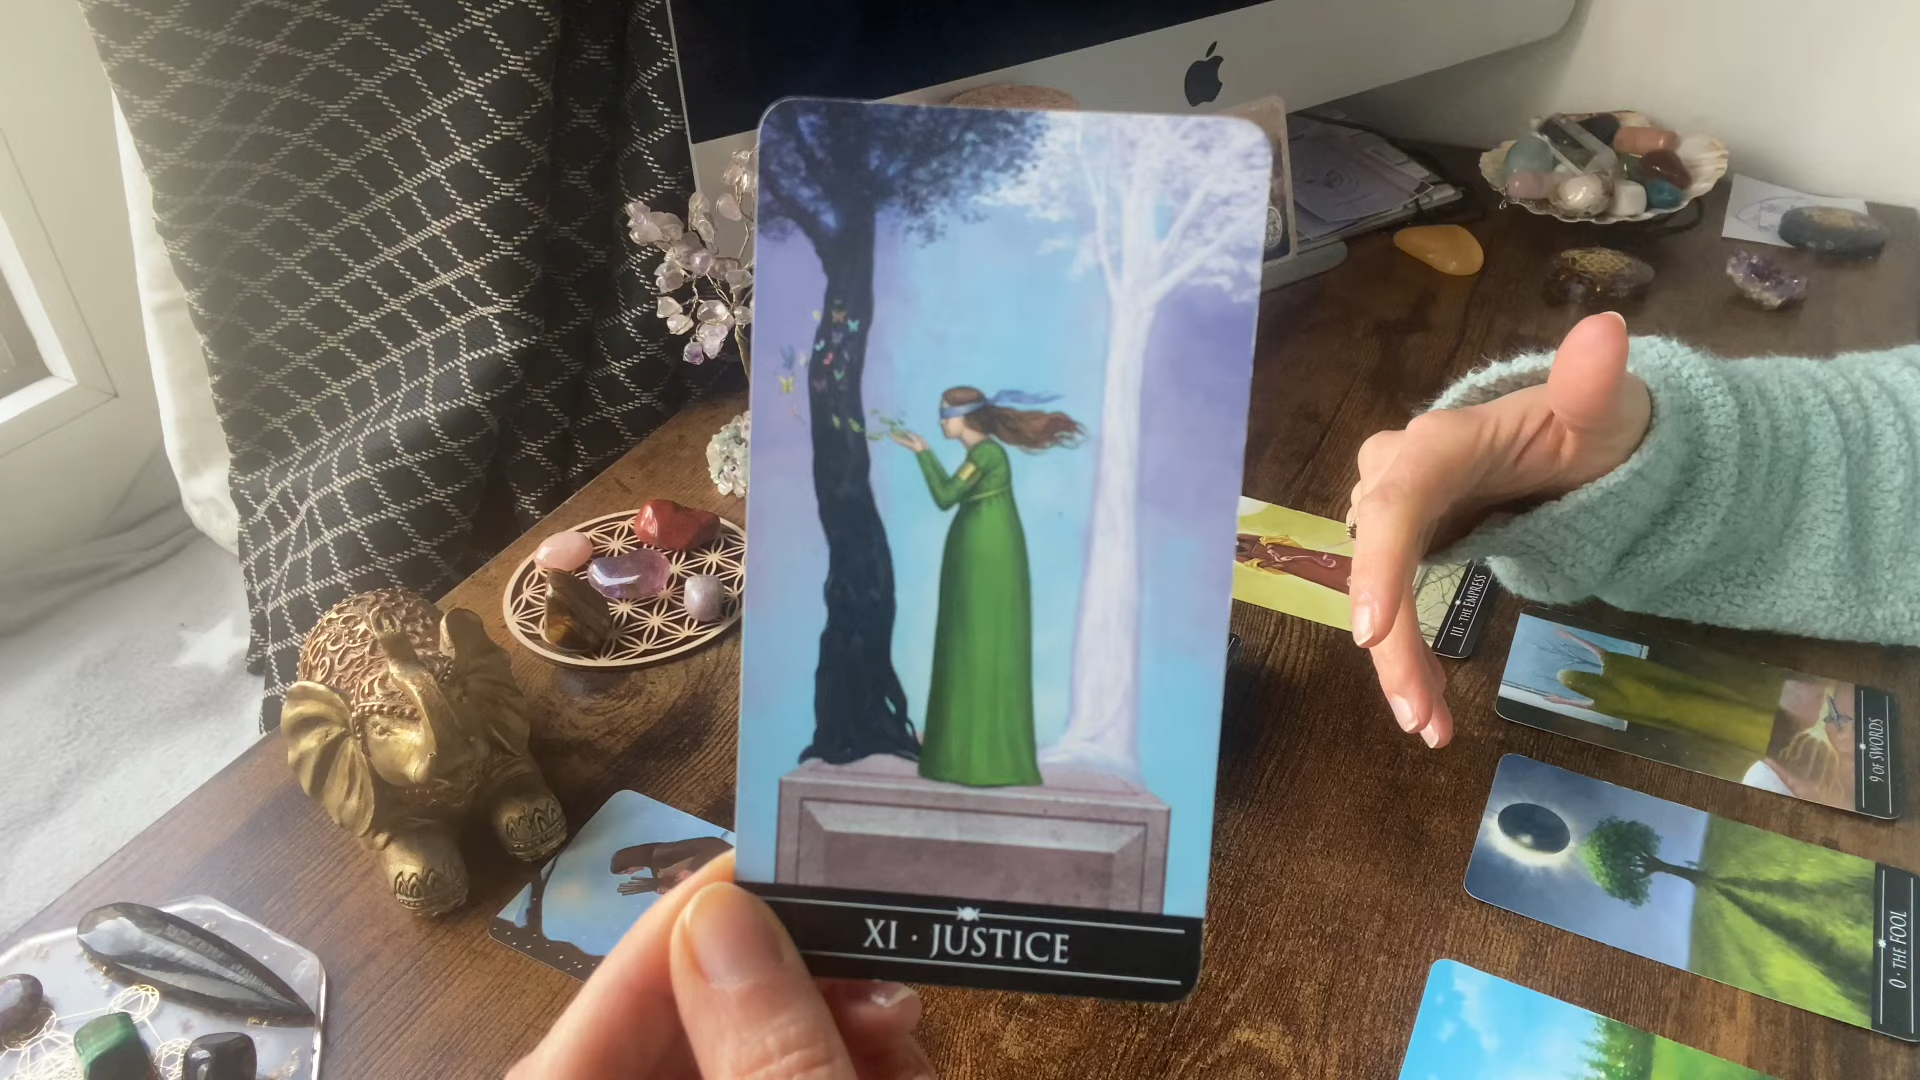 XI · JUSTICE
III · THE EMPRESS
9 OF SWORDS
0 · THE FOOL